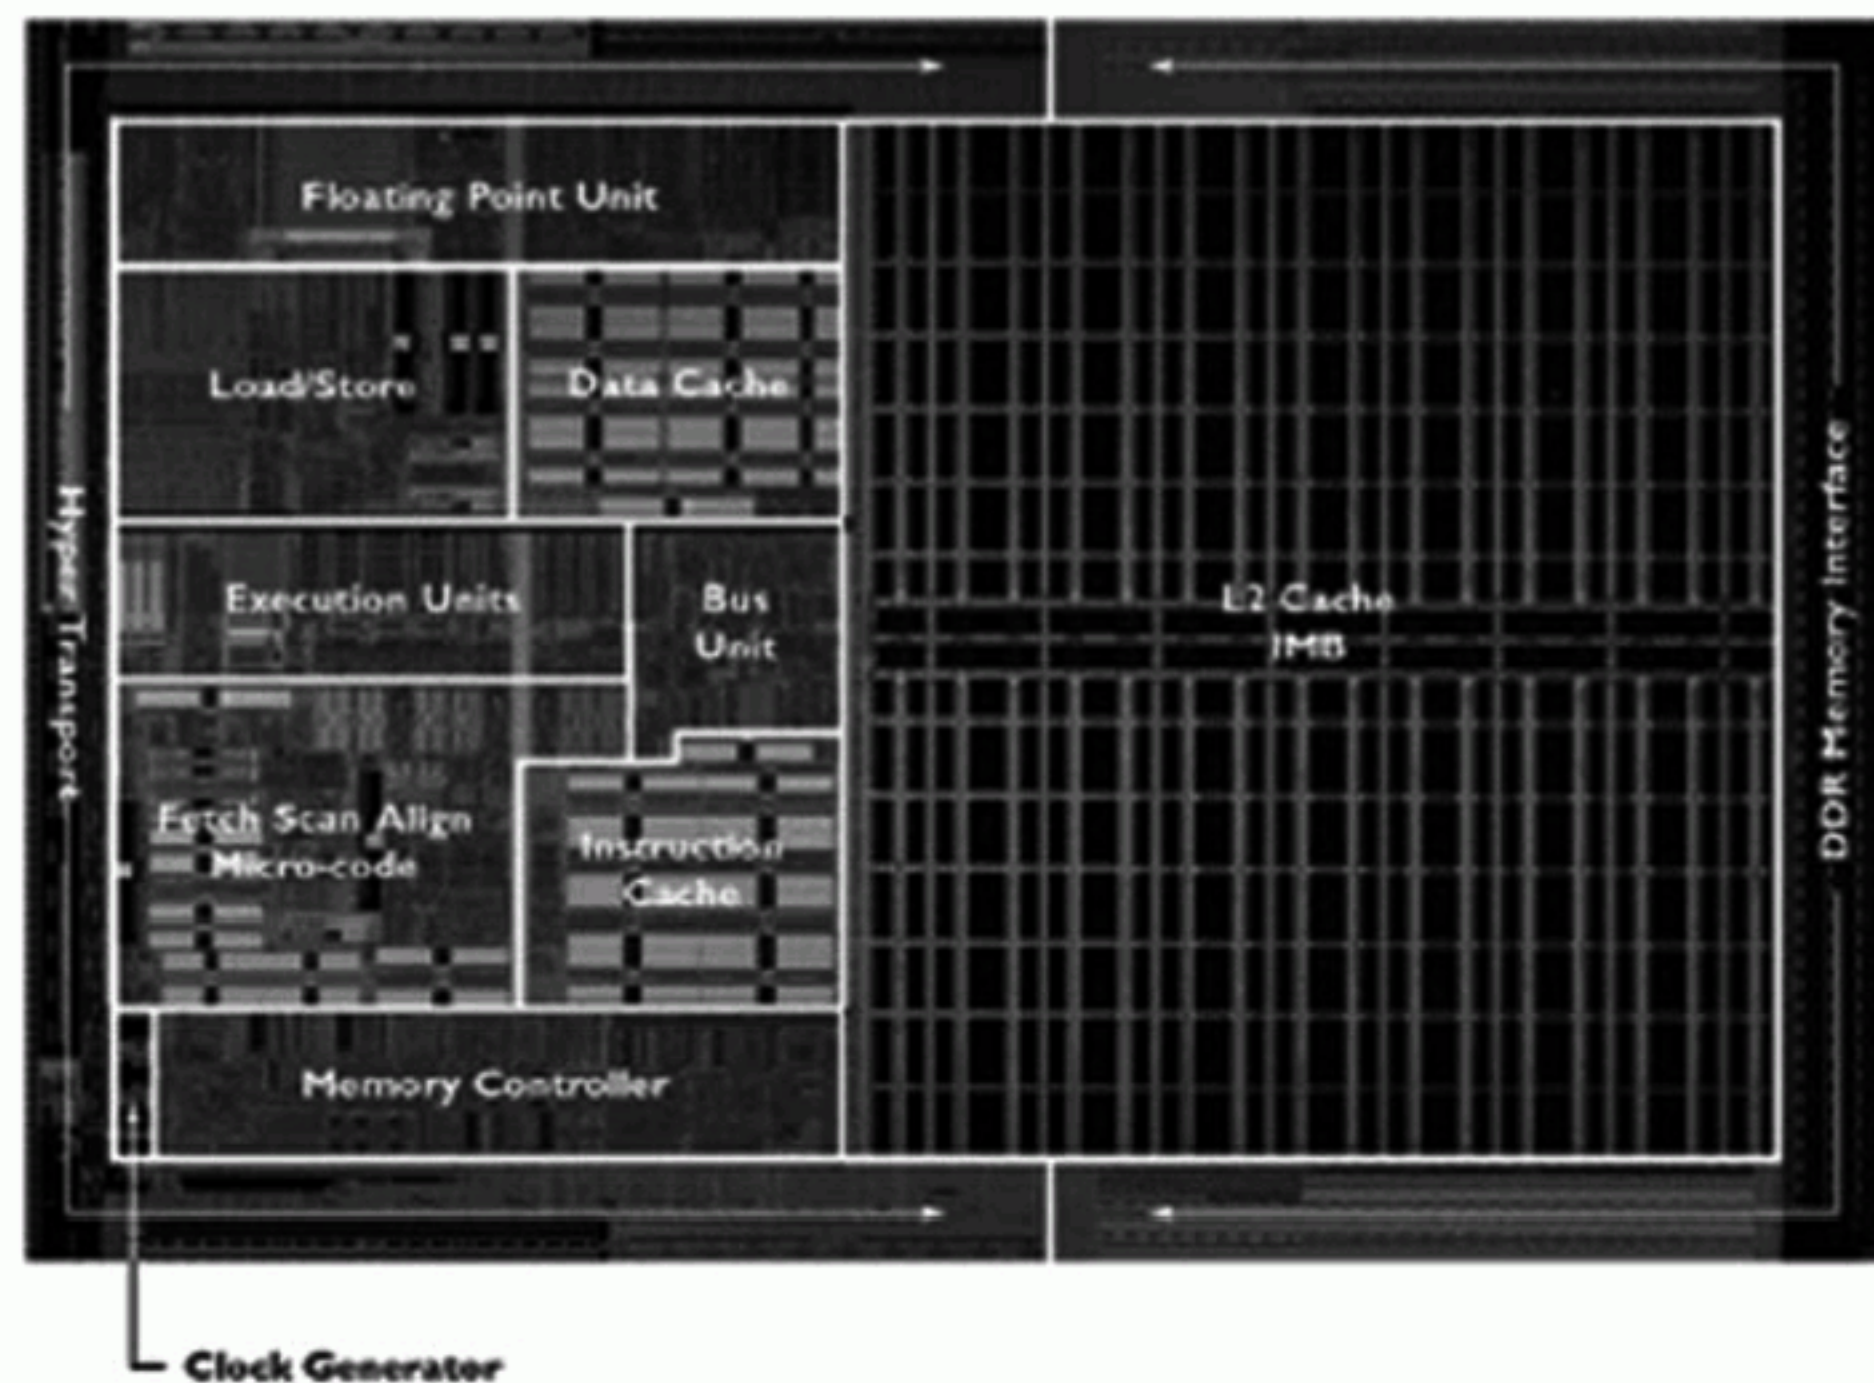 Floating Point Unit
Load/Store
Data Cache
Hyper Transport
Execution Units
Bus
Unit
L2 Cache
1MB
DDR Memory Interface
Fetch Scan Align
Micro-code
Instruction
Cache
Memory Controller
Clock Generator